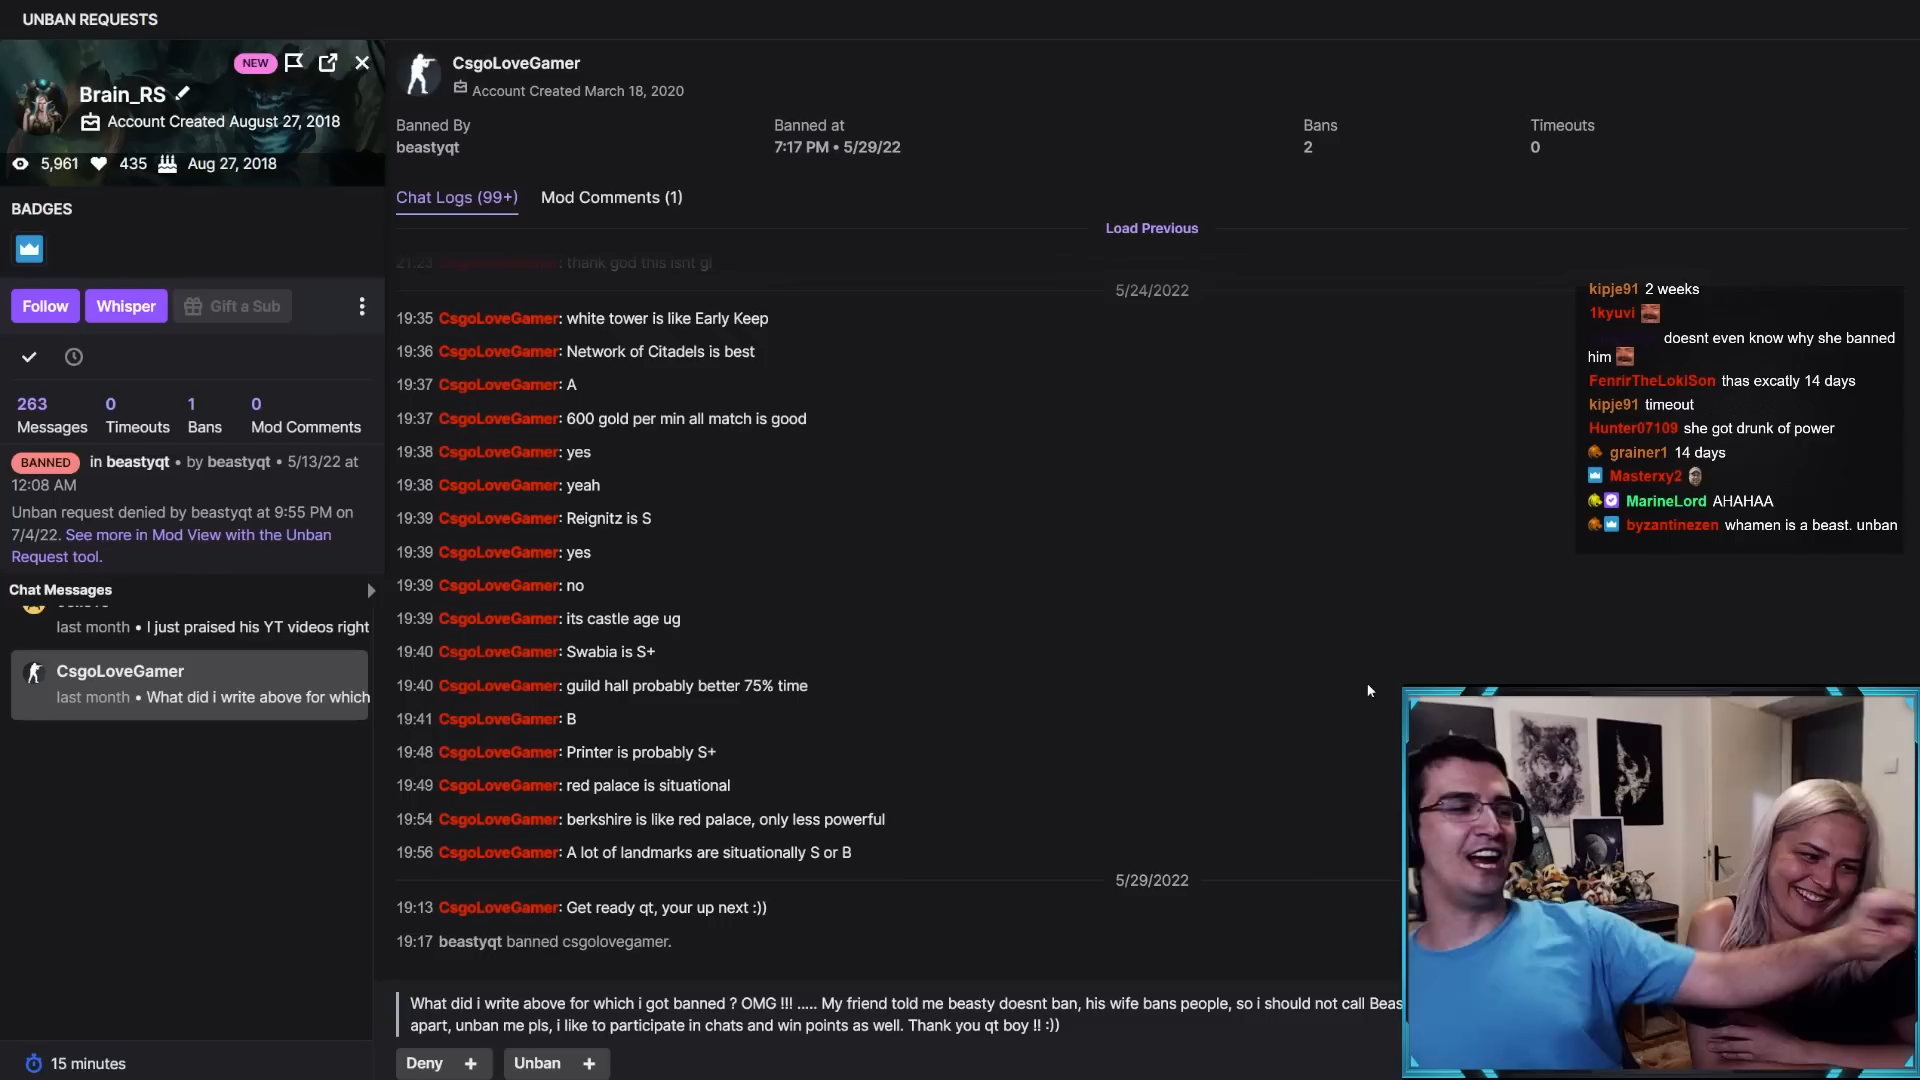 UNBAN REQUESTS
NEW
Brain_RS
Account Created August 27, 2018
5,961 435 Aug 27, 2018
BADGES
Follow Whisper Gift a Sub
263 0 1 0
Messages Timeouts Bans Mod Comments
BANNED in beastyqt • by beastyqt • 5/13/22 at
12:08 AM
Unban request denied by beastyqt at 9:55 PM on
7/4/22. See more in Mod View with the Unban
Request tool.
Chat Messages
last month • I just praised his YT videos right
CsgoLoveGamer
last month • What did i write above for which
15 minutes
CsgoLoveGamer
Account Created March 18, 2020
Banned By Banned at Bans Timeouts
beastyqt 7:17 PM • 5/29/22 2 0
Chat Logs (99+) Mod Comments (1)
Load Previous
21:23 CsgoLoveGamer: thank god this isnt gl
5/24/2022
19:35 CsgoLoveGamer: white tower is like Early Keep
19:36 CsgoLoveGamer: Network of Citadels is best
19:37 CsgoLoveGamer: A
19:37 CsgoLoveGamer: 600 gold per min all match is good
19:38 CsgoLoveGamer: yes
19:38 CsgoLoveGamer: yeah
19:39 CsgoLoveGamer: Reignitz is S
19:39 CsgoLoveGamer: yes
19:39 CsgoLoveGamer: no
19:39 CsgoLoveGamer: its castle age ug
19:40 CsgoLoveGamer: Swabia is S+
19:40 CsgoLoveGamer: guild hall probably better 75% time
19:41 CsgoLoveGamer: B
19:48 CsgoLoveGamer: Printer is probably S+
19:49 CsgoLoveGamer: red palace is situational
19:54 CsgoLoveGamer: berkshire is like red palace, only less powerful
19:56 CsgoLoveGamer: A lot of landmarks are situationally S or B
5/29/2022
19:13 CsgoLoveGamer: Get ready qt, your up next :))
19:17 beastyqt banned csgolovegamer.
What did i write above for which i got banned ? OMG !!! ..... My friend told me beasty doesnt ban, his wife bans people, so i should not call Beas
apart, unban me pls, i like to participate in chats and win points as well. Thank you qt boy !! :))
Deny + Unban +
kipje91 2 weeks
1kyuvi
doesnt even know why she banned
him
FenrirTheLokiSon thas excatly 14 days
kipje91 timeout
Hunter07109 she got drunk of power
grainer1 14 days
Masterxy2
MarineLord AHAHAA
byzantinezen whamen is a beast. unban